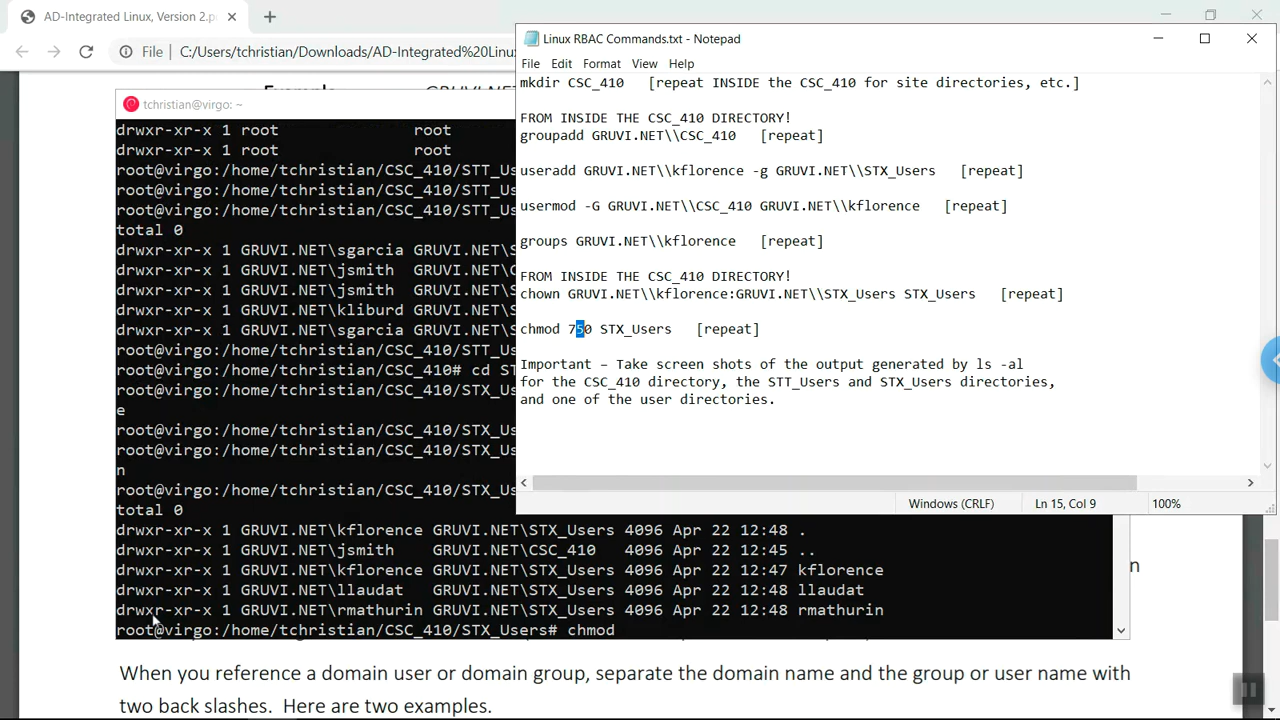 AD-Integrated Linux, Version 2.p
File | C:/Users/tchristian/Downloads/AD-Integrated%20Linux
Linux RBAC Commands.txt - Notepad
File Edit Format View Help
mkdir CSC_410 [repeat INSIDE the CSC_410 for site directories, etc.]
FROM INSIDE THE CSC_410 DIRECTORY!
groupadd GRUVI.NET\\CSC_410 [repeat]
useradd GRUVI.NET\\kflorence -g GRUVI.NET\\STX_Users [repeat]
usermod -G GRUVI.NET\\CSC_410 GRUVI.NET\\kflorence [repeat]
groups GRUVI.NET\\kflorence [repeat]
FROM INSIDE THE CSC_410 DIRECTORY!
chown GRUVI.NET\\kflorence:GRUVI.NET\\STX_Users STX_Users [repeat]
chmod 750 STX_Users [repeat]
Important – Take screen shots of the output generated by ls -al
for the CSC_410 directory, the STT_Users and STX_Users directories,
and one of the user directories.
Windows (CRLF) Ln 15, Col 9 100%
tchristian@virgo: ~
drwxr-xr-x 1 root root
drwxr-xr-x 1 root root
root@virgo:/home/tchristian/CSC_410/STT_Us
root@virgo:/home/tchristian/CSC_410/STT_Us
root@virgo:/home/tchristian/CSC_410/STT_Us
total 0
drwxr-xr-x 1 GRUVI.NET\sgarcia GRUVI.NET\S
drwxr-xr-x 1 GRUVI.NET\jsmith GRUVI.NET\C
drwxr-xr-x 1 GRUVI.NET\jsmith GRUVI.NET\S
drwxr-xr-x 1 GRUVI.NET\kliburd GRUVI.NET\S
drwxr-xr-x 1 GRUVI.NET\sgarcia GRUVI.NET\S
root@virgo:/home/tchristian/CSC_410/STT_Us
root@virgo:/home/tchristian/CSC_410# cd ST
root@virgo:/home/tchristian/CSC_410/STX_Us
e
root@virgo:/home/tchristian/CSC_410/STX_Us
root@virgo:/home/tchristian/CSC_410/STX_Us
n
root@virgo:/home/tchristian/CSC_410/STX_Us
total 0
drwxr-xr-x 1 GRUVI.NET\kflorence GRUVI.NET\STX_Users 4096 Apr 22 12:48 .
drwxr-xr-x 1 GRUVI.NET\jsmith GRUVI.NET\CSC_410 4096 Apr 22 12:45 ..
drwxr-xr-x 1 GRUVI.NET\kflorence GRUVI.NET\STX_Users 4096 Apr 22 12:47 kflorence
drwxr-xr-x 1 GRUVI.NET\llaudat GRUVI.NET\STX_Users 4096 Apr 22 12:48 llaudat
drwxr-xr-x 1 GRUVI.NET\rmathurin GRUVI.NET\STX_Users 4096 Apr 22 12:48 rmathurin
root@virgo:/home/tchristian/CSC_410/STX_Users# chmod
n
When you reference a domain user or domain group, separate the domain name and the group or user name with
two back slashes. Here are two examples.